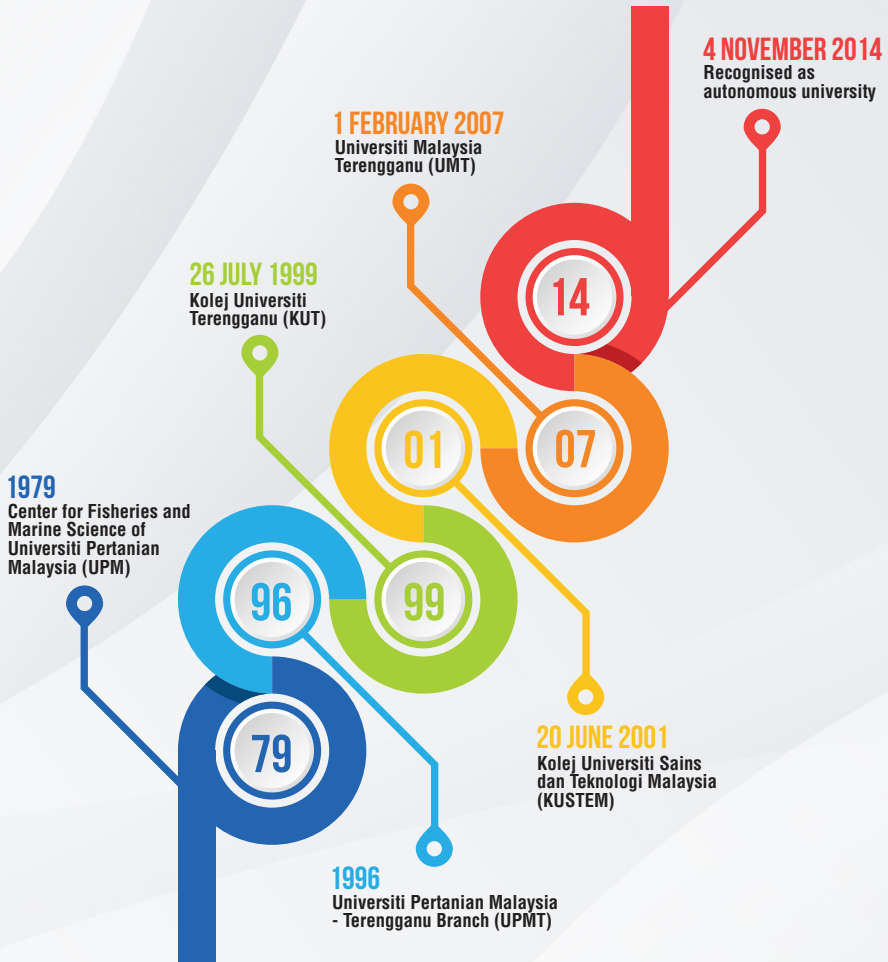 4 NOVEMBER 2014
Recognised as
autonomous university
1 FEBRUARY 2007
Universiti Malaysia
Terengganu (UMT)
26 JULY 1999
Kolej Universiti
Terengganu (KUT)
14
01
07
1979
Center for Fisheries and
Marine Science of
Universiti Pertanian
Malaysia (UPM)
96
99
79
20 JUNE 2001
Kolej Universiti Sains
dan Teknologi Malaysia
(KUSTEM)
1996
Universiti Pertanian Malaysia
- Terengganu Branch (UPMT)